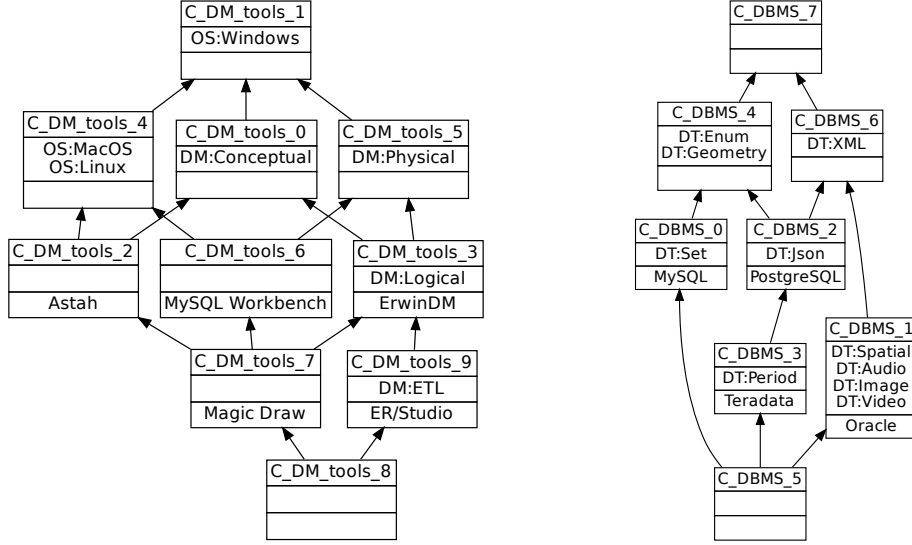 C_DM_tools_1
OS:Windows
C_DM_tools_4
OS:MacOS
OS:Linux
C_DM_tools_0
DM:Conceptual
C_DM_tools_5
DM:Physical
C_DM_tools_2
Astah
C_DM_tools_6
MySQL Workbench
C_DM_tools_3
DM:Logical
ErwinDM
C_DM_tools_7
Magic Draw
C_DM_tools_9
DM:ETL
ER/Studio
C_DM_tools_8
C_DBMS_7
C_DBMS_4
DT:Enum
DT:Geometry
C_DBMS_6
DT:XML
C_DBMS_0
DT:Set
MySQL
C_DBMS_2
DT:Json
PostgreSQL
C_DBMS_3
DT:Period
Teradata
C_DBMS_1
DT:Spatial
DT:Audio
DT:Image
DT:Video
Oracle
C_DBMS_5